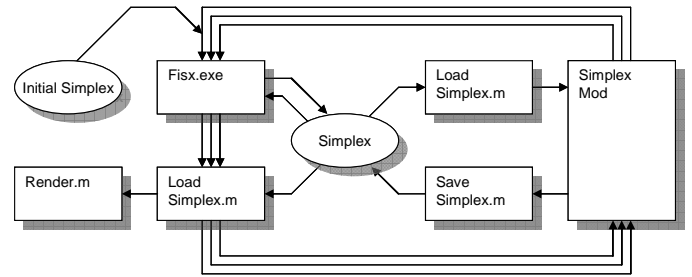 Initial Simplex
Fisx.exe
Load
Simplex.m
Simplex
Mod
Simplex
Render.m
Load
Simplex.m
Save
Simplex.m